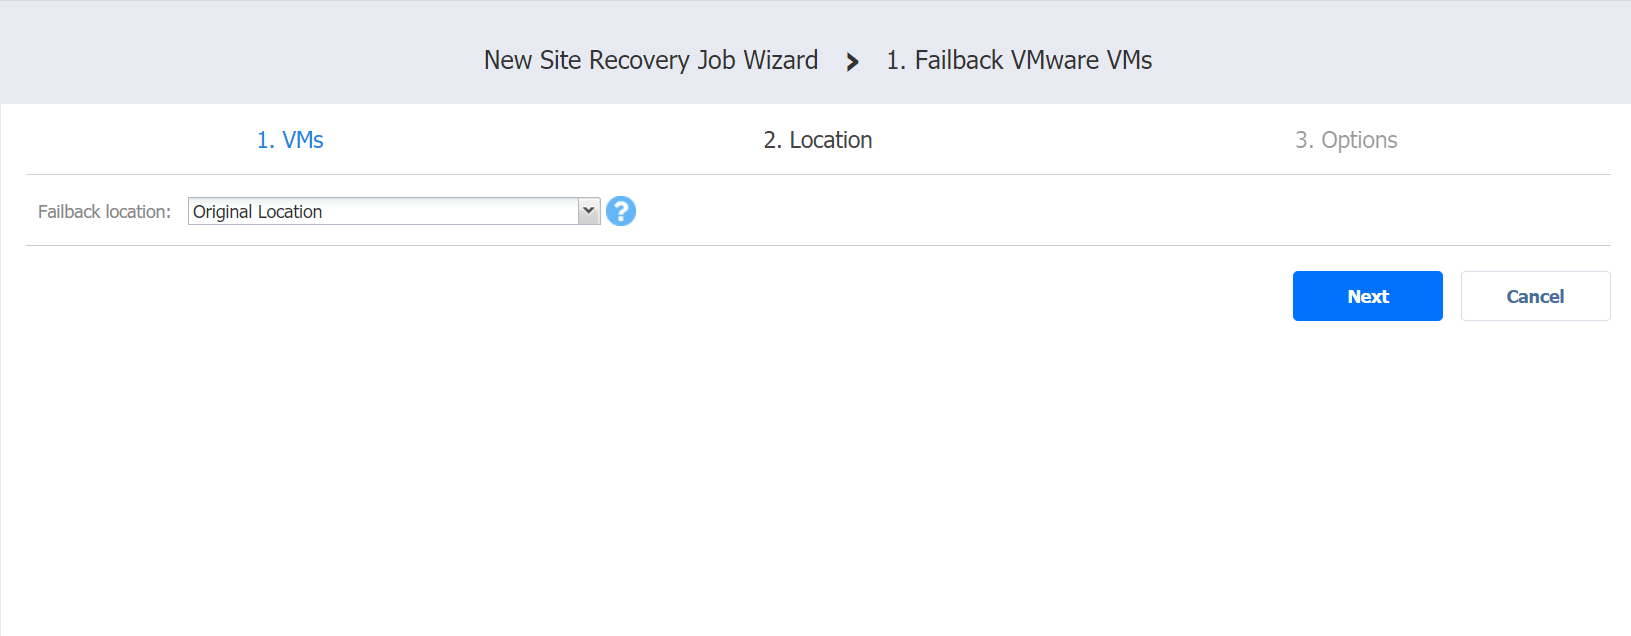 New Site Recovery Job Wizard > 1. Failback VMware VMs
1. VMs 2. Location 3. Options
Failback location: Original Location ?
Next Cancel